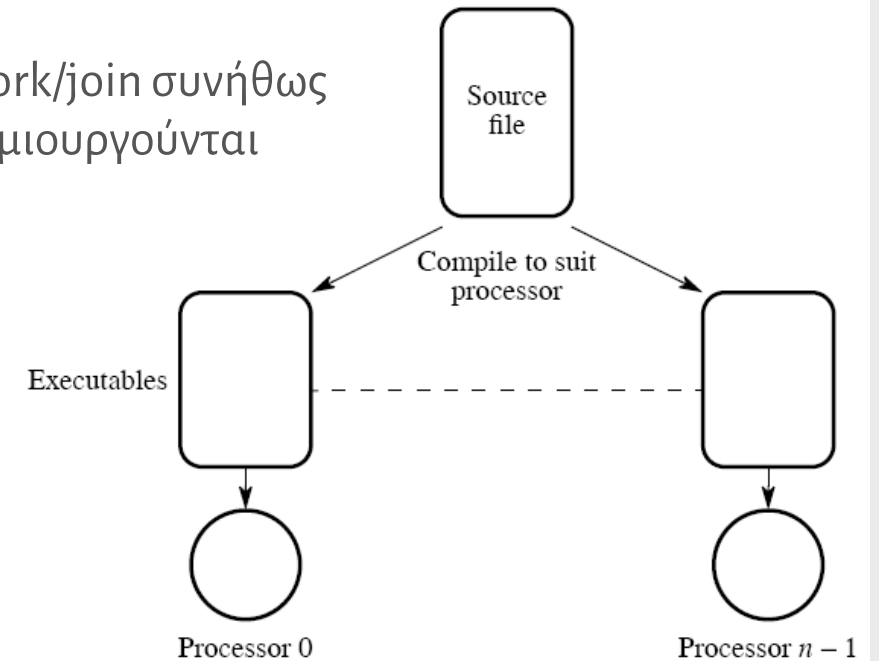 ork/join συνήθως
μιουργούνται
Source
file
Compile to suit
processor
Executables
Processor 0
Processor n – 1